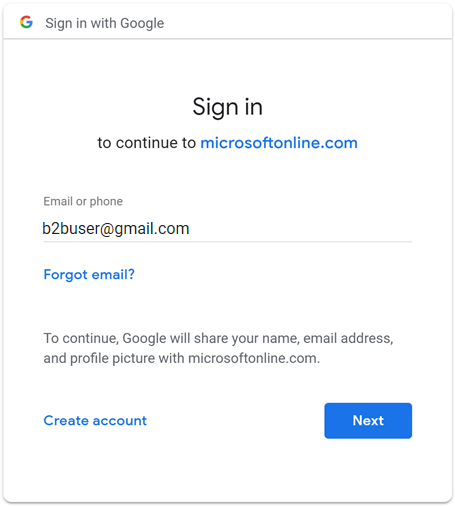 Sign in with Google
Sign in
to continue to microsoftonline.com
Email or phone
b2buser@gmail.com
Forgot email?
To continue, Google will share your name, email address,
and profile picture with microsoftonline.com.
Create account
Next